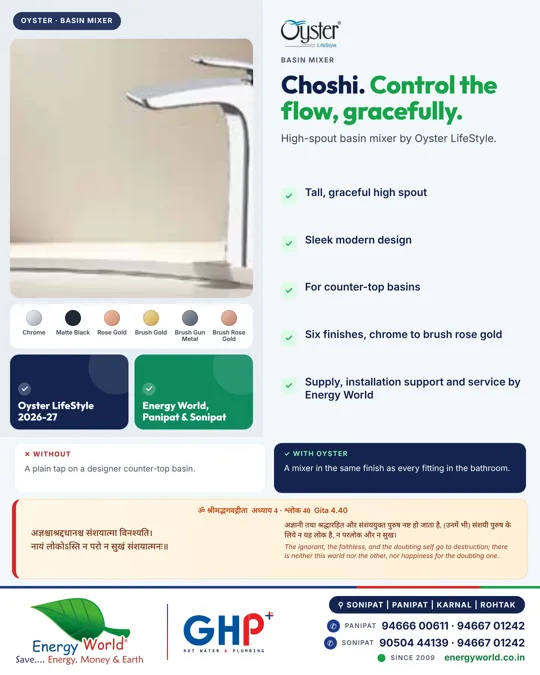 OYSTER · BASIN MIXER
Oyster®
LifeStyle
BASIN MIXER
Choshi. Control the
flow, gracefully.
High-spout basin mixer by Oyster LifeStyle.
Tall, graceful high spout
Sleek modern design
For counter-top basins
Six finishes, chrome to brush rose gold
Supply, installation support and service by
Energy World
Chrome
Matte Black
Rose Gold
Brush Gold
Brush Gun
Metal
Brush Rose
Gold
Oyster LifeStyle
2026-27
Energy World,
Panipat & Sonipat
✕ WITHOUT
A plain tap on a designer counter-top basin.
✓ WITH OYSTER
A mixer in the same finish as every fitting in the bathroom.
ॐ श्रीमद्भगवद्गीता अध्याय 4 · श्लोक 40 Gita 4.40
अज्ञश्चाश्रद्दधानश्च संशयात्मा विनश्यति।
नायं लोकोऽस्ति न परो न सुखं संशयात्मनः॥
अज्ञानी तथा श्रद्धारहित और संशययुक्त पुरुष नष्ट हो जाता है, (उनमें भी) संशयी पुरुष के
लिये न यह लोक है, न परलोक और न सुख।
The ignorant, the faithless, and the doubting self go to destruction; there
is neither this world nor the other, nor happiness for the doubting one.
Energy World®
Save.... Energy, Money & Earth
GHP+
HOT WATER & PLUMBING
SONIPAT | PANIPAT | KARNAL | ROHTAK
PANIPAT 94666 00611 · 94667 01242
SONIPAT 90504 44139 · 94667 01242
SINCE 2009 energyworld.co.in